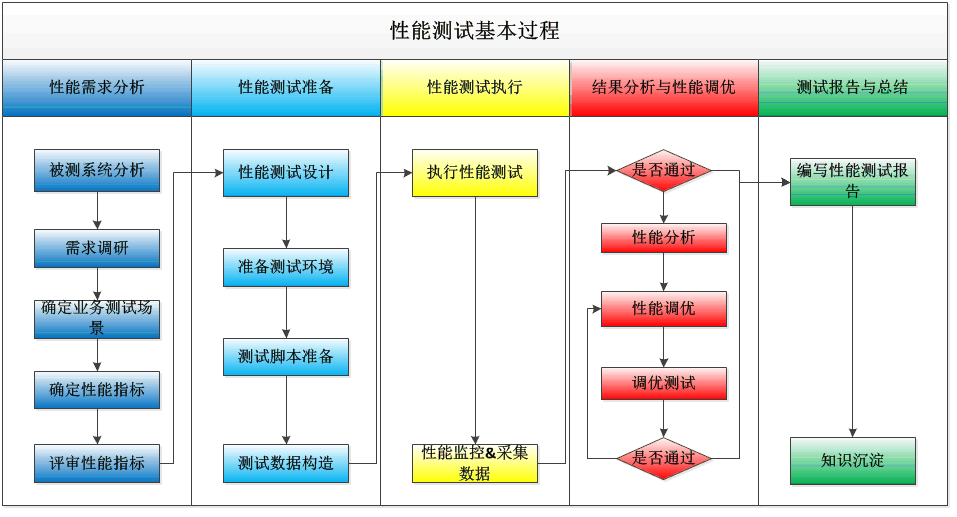 性能测试基本过程
性能需求分析
性能测试准备
性能测试执行
结果分析与性能调优
测试报告与总结
被测系统分析
需求调研
确定业务测试场
景
确定性能指标
评审性能指标
性能测试设计
准备测试环境
测试脚本准备
测试数据构造
执行性能测试
性能监控&采集
数据
是否通过
性能分析
性能调优
调优测试
是否通过
编写性能测试报
告
知识沉淀